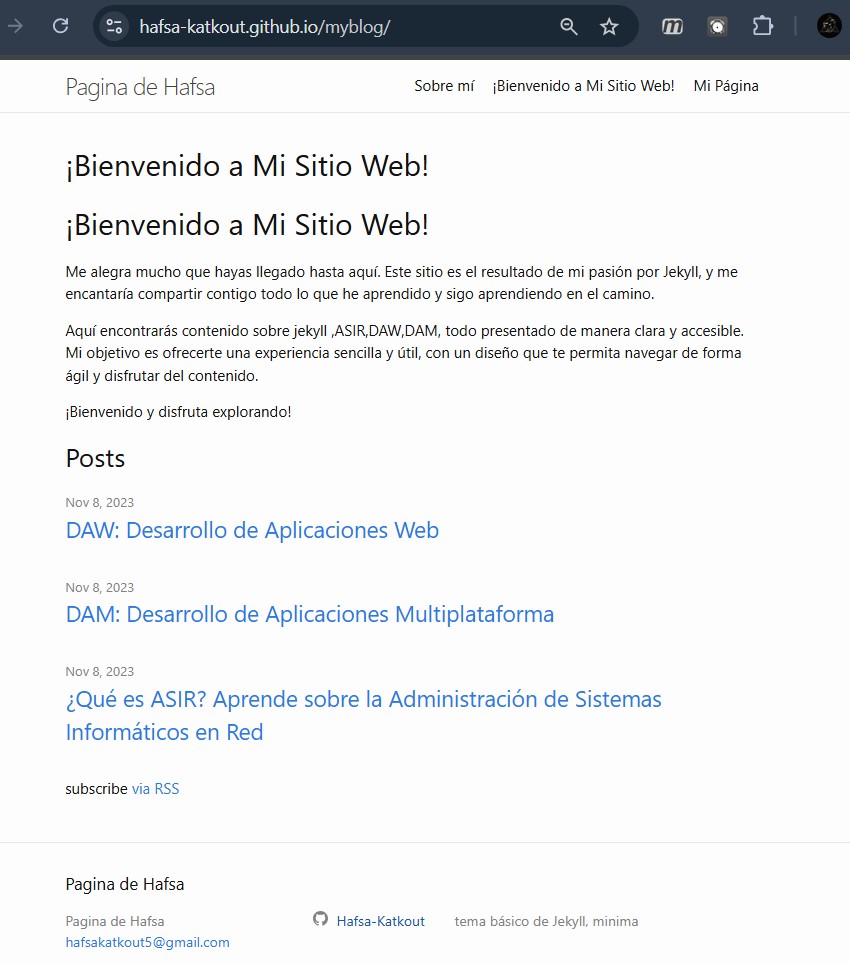 hafsa-katkout.github.io/myblog/
Pagina de Hafsa
Sobre mí
¡Bienvenido a Mi Sitio Web!
Mi Página
¡Bienvenido a Mi Sitio Web!
¡Bienvenido a Mi Sitio Web!
Me alegra mucho que hayas llegado hasta aquí. Este sitio es el resultado de mi pasión por Jekyll, y me
encantaría compartir contigo todo lo que he aprendido y sigo aprendiendo en el camino.
Aquí encontrarás contenido sobre jekyll ,ASIR,DAW,DAM, todo presentado de manera clara y accesible.
Mi objetivo es ofrecerte una experiencia sencilla y útil, con un diseño que te permita navegar de forma
ágil y disfrutar del contenido.
¡Bienvenido y disfruta explorando!
Posts
Nov 8, 2023
DAW: Desarrollo de Aplicaciones Web
Nov 8, 2023
DAM: Desarrollo de Aplicaciones Multiplataforma
Nov 8, 2023
¿Qué es ASIR? Aprende sobre la Administración de Sistemas
Informáticos en Red
subscribe via RSS
Pagina de Hafsa
Pagina de Hafsa
hafsakatkout5@gmail.com
Hafsa-Katkout
tema básico de Jekyll, minima